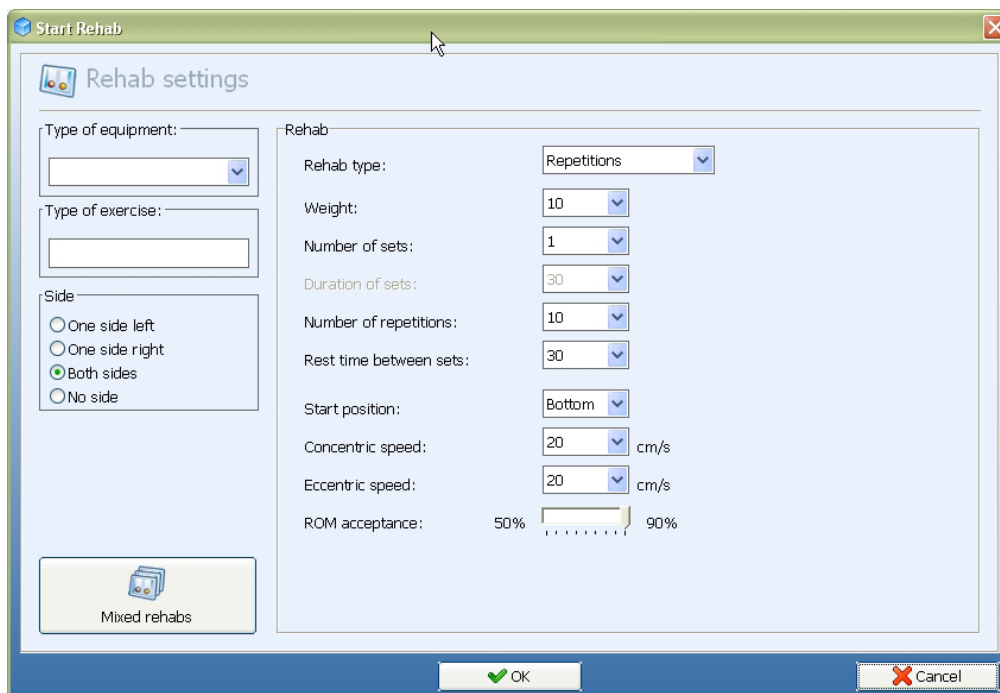 Start Rehab
Rehab settings
Type of equipment:
Type of exercise:
Side
One side left
One side right
Both sides
No side
Mixed rehabs
Rehab
Rehab type: Repetitions
Weight: 10
Number of sets: 1
Duration of sets: 30
Number of repetitions: 10
Rest time between sets: 30
Start position: Bottom
Concentric speed: 20 cm/s
Eccentric speed: 20 cm/s
ROM acceptance: 50% 90%
OK
Cancel